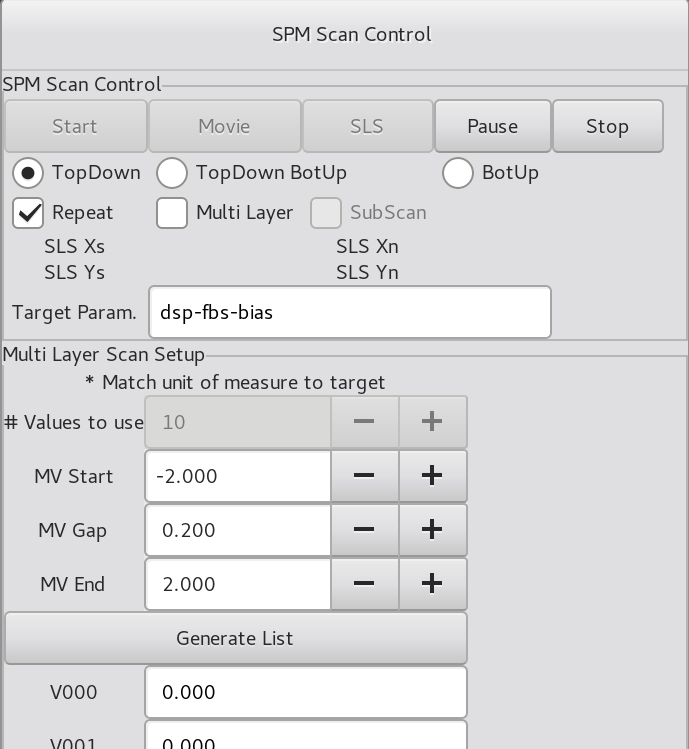 SPM Scan Control
SPM Scan Control
Start Movie SLS Pause Stop
TopDown TopDown BotUp BotUp
Repeat Multi Layer SubScan
SLS Xs SLS Xn
SLS Ys SLS Yn
Target Param. dsp-fbs-bias
Multi Layer Scan Setup
* Match unit of measure to target
# Values to use 10 − +
MV Start -2.000 − +
MV Gap 0.200 − +
MV End 2.000 − +
Generate List
V000 0.000
V001 0.000